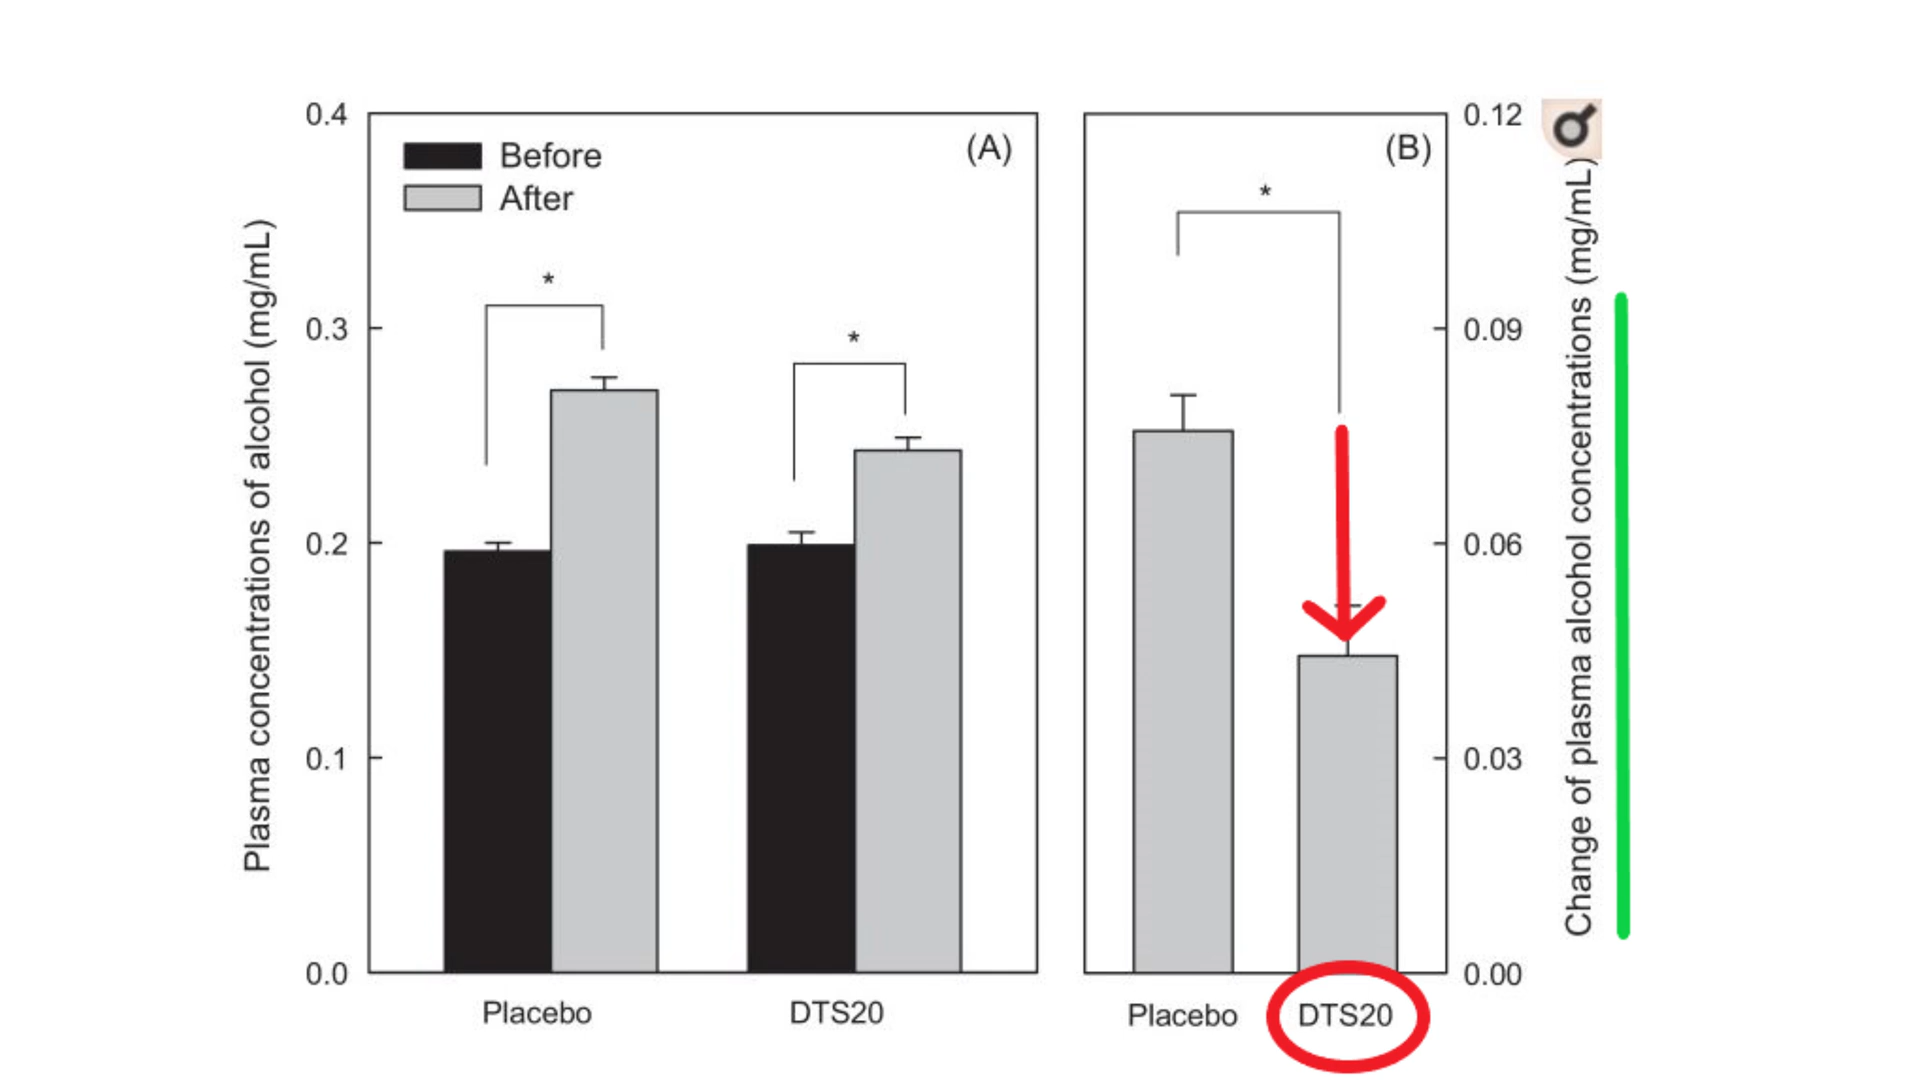 Plasma concentrations of alcohol (mg/mL)
0.4
0.3
0.2
0.1
0.0
Before
After
(A)
*
*
Placebo
DTS20
(B)
*
Placebo
DTS20
0.12
0.09
0.06
0.03
0.00
Change of plasma alcohol concentrations (mg/mL)